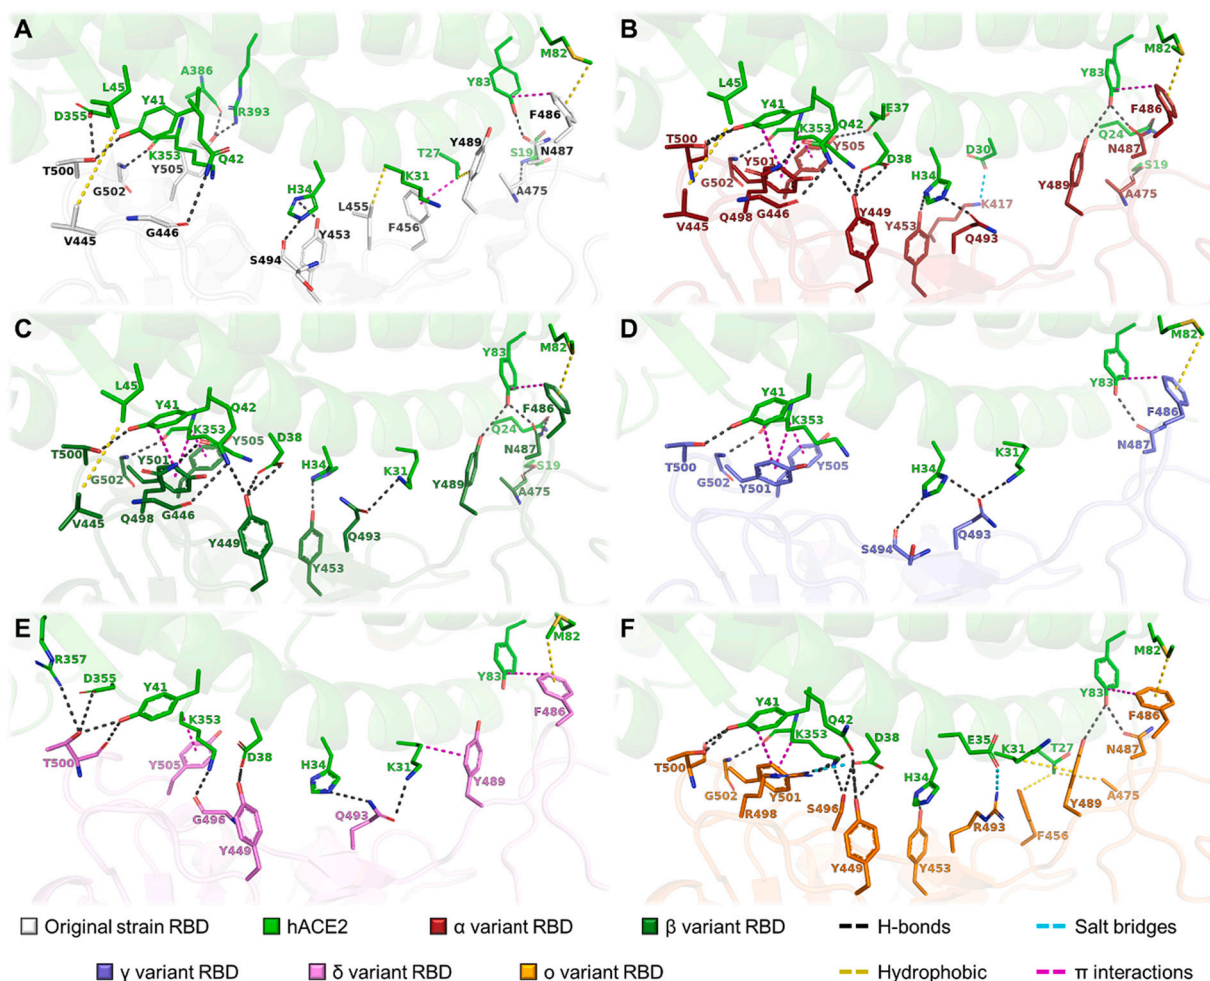 A
M82
A386
L45
Y83
Y41
D355
R393
F486
Y489
K353
Q42
T27
S19
N487
T500
Y505
H34
K31
G502
A475
L455
V445
G446
Y453
F456
S494
B
M82
L45
Y83
Y41
E37
F486
Q42
K353
T500
D38
D30
Q24
N487
Y505
H34
Y501
S19
G502
Y489
A475
K417
Q498
G446
Y449
V445
Y453
Q493
C
M82
Y83
L45
Y41
Q42
F486
K353
D38
Q24
Y505
T500
Y501
H34
N487
K31
S19
G502
Y489
A475
Q498
G446
V445
Y449
Q493
Y453
D
M82
Y83
Y41
F486
K353
N487
T500
Y505
H34
K31
G502
Y501
S494
Q493
E
M82
R357
D355
Y41
Y83
K353
F486
T500
Y505
D38
H34
K31
Y489
G496
Q493
Y449
F
M82
Y41
Y83
Q42
F486
K353
D38
E35
K31
T27
N487
T500
H34
G502
Y501
A475
R498
S496
Y489
R493
F456
Y449
Y453
Original strain RBD
hACE2
α variant RBD
β variant RBD
H-bonds
Salt bridges
γ variant RBD
δ variant RBD
ο variant RBD
Hydrophobic
π interactions